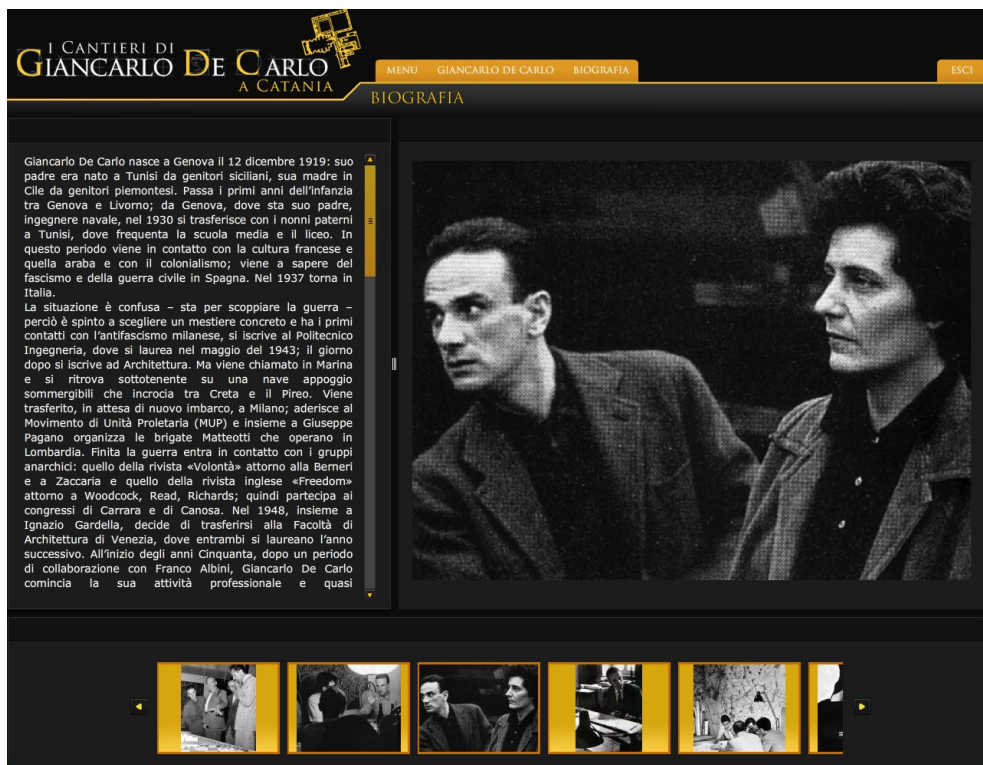 I CANTIERI DI
GIANCARLO DE CARLO
A CATANIA
MENU GIANCARLO DE CARLO BIOGRAFIA ESCI
BIOGRAFIA
Giancarlo De Carlo nasce a Genova il 12 dicembre 1919: suo
padre era nato a Tunisi da genitori siciliani, sua madre in
Cile da genitori piemontesi. Passa i primi anni dell'infanzia
tra Genova e Livorno; da Genova, dove sta suo padre,
ingegnere navale, nel 1930 si trasferisce con i nonni paterni
a Tunisi, dove frequenta la scuola media e il liceo. In
questo periodo viene in contatto con la cultura francese e
quella araba e con il colonialismo; viene a sapere del
fascismo e della guerra civile in Spagna. Nel 1937 torna in
Italia.
La situazione è confusa – sta per scoppiare la guerra –
perciò è spinto a scegliere un mestiere concreto e ha i primi
contatti con l'antifascismo milanese, si iscrive al Politecnico
Ingegneria, dove si laurea nel maggio del 1943; il giorno
dopo si iscrive ad Architettura. Ma viene chiamato in Marina
e si ritrova sottotenente su una nave appoggio
sommergibili che incrocia tra Creta e il Pireo. Viene
trasferito, in attesa di nuovo imbarco, a Milano; aderisce al
Movimento di Unità Proletaria (MUP) e insieme a Giuseppe
Pagano organizza le brigate Matteotti che operano in
Lombardia. Finita la guerra entra in contatto con i gruppi
anarchici: quello della rivista «Volontà» attorno alla Berneri
e a Zaccaria e quello della rivista inglese «Freedom»
attorno a Woodcock, Read, Richards; quindi partecipa ai
congressi di Carrara e di Canosa. Nel 1948, insieme a
Ignazio Gardella, decide di trasferirsi alla Facoltà di
Architettura di Venezia, dove entrambi si laureano l'anno
successivo. All'inizio degli anni Cinquanta, dopo un periodo
di collaborazione con Franco Albini, Giancarlo De Carlo
comincia la sua attività professionale e quasi